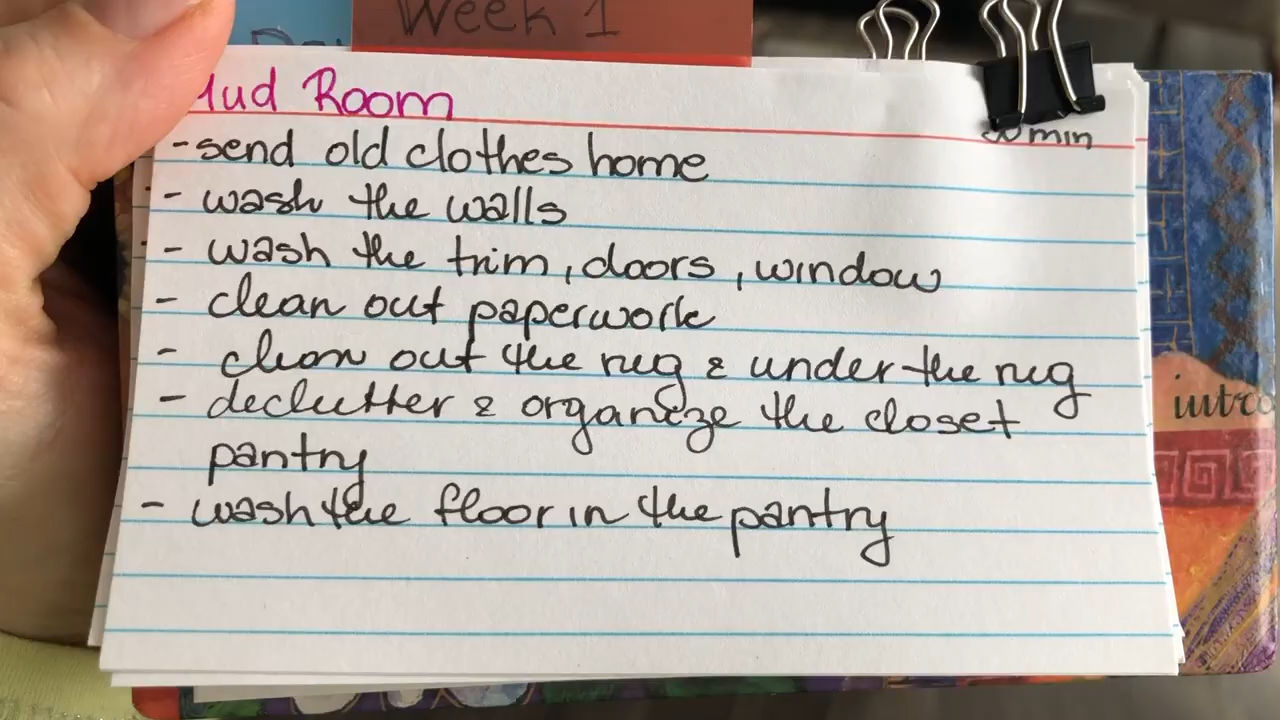 Week 1
Mud Room
min
- send old clothes home
- wash the walls
- wash the trim, doors, window
- clean out paperwork
- clean out the rug & under the rug
- declutter & organize the closet
pantry
- wash the floor in the pantry
intro